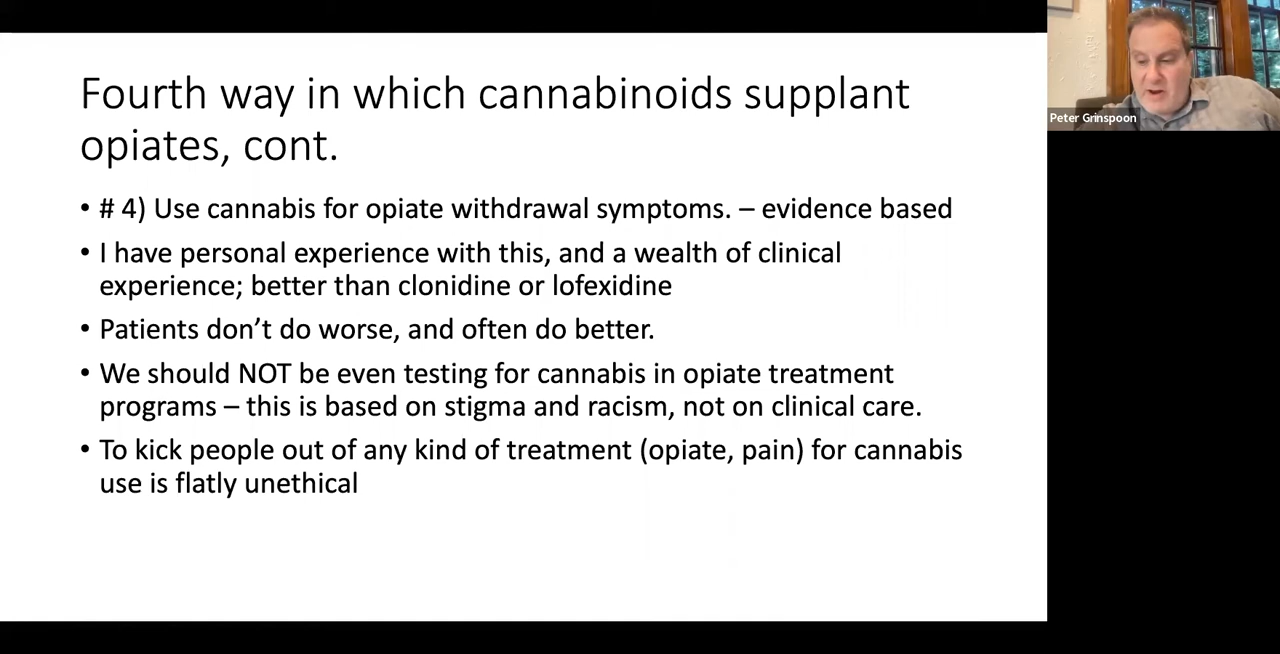 Fourth way in which cannabinoids supplant
opiates, cont.
• # 4) Use cannabis for opiate withdrawal symptoms. – evidence based
• I have personal experience with this, and a wealth of clinical
experience; better than clonidine or lofexidine
• Patients don’t do worse, and often do better.
• We should NOT be even testing for cannabis in opiate treatment
programs – this is based on stigma and racism, not on clinical care.
• To kick people out of any kind of treatment (opiate, pain) for cannabis
use is flatly unethical
Peter Grinspoon